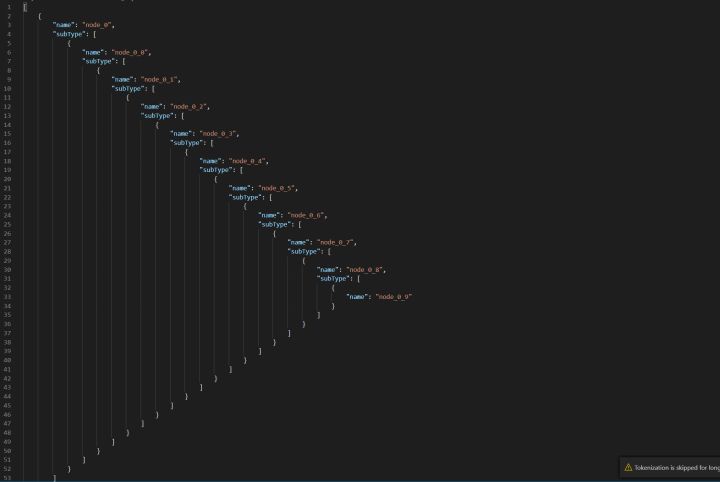 1 [
2 {
3 "name": "node_0",
4 "subType": [
5 {
6 "name": "node_0_0",
7 "subType": [
8 {
9 "name": "node_0_1",
10 "subType": [
11 {
12 "name": "node_0_2",
13 "subType": [
14 {
15 "name": "node_0_3",
16 "subType": [
17 {
18 "name": "node_0_4",
19 "subType": [
20 {
21 "name": "node_0_5",
22 "subType": [
23 {
24 "name": "node_0_6",
25 "subType": [
26 {
27 "name": "node_0_7",
28 "subType": [
29 {
30 "name": "node_0_8",
31 "subType": [
32 {
33 "name": "node_0_9"
34 }
35 ]
36 }
37 ]
38 }
39 ]
40 }
41 ]
42 }
43 ]
44 }
45 ]
46 }
47 ]
48 }
49 ]
50 }
51 ]
52 }
53 ]
Tokenization is skipped for long